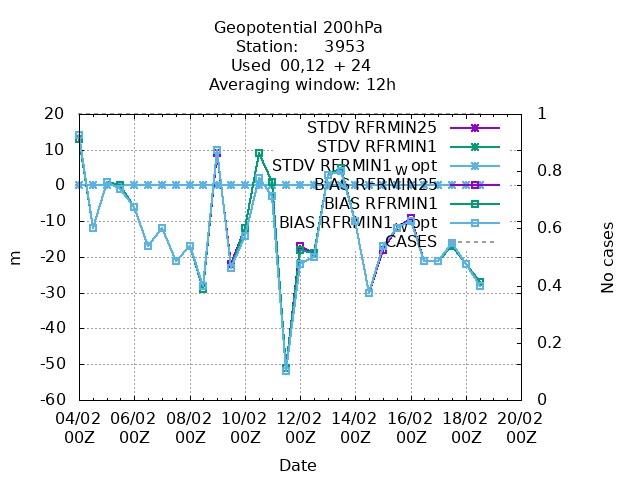 Geopotential 200hPa
Station: 3953
Used 00,12 + 24
Averaging window: 12h
20 1
STDV RFRMIN25
STDV RFRMIN1
10
STDV RFRMIN1_w opt
0.8
0 BIAS RFRMIN25
BIAS RFRMIN1
-10 BIAS RFRMIN1_wopt
0.6
CASES
-20
m No cases
-30 0.4
-40
0.2
-50
-60 0
04/02 06/02 08/02 10/02 12/02 14/02 16/02 18/02 20/02
00Z 00Z 00Z 00Z 00Z 00Z 00Z 00Z 00Z
Date